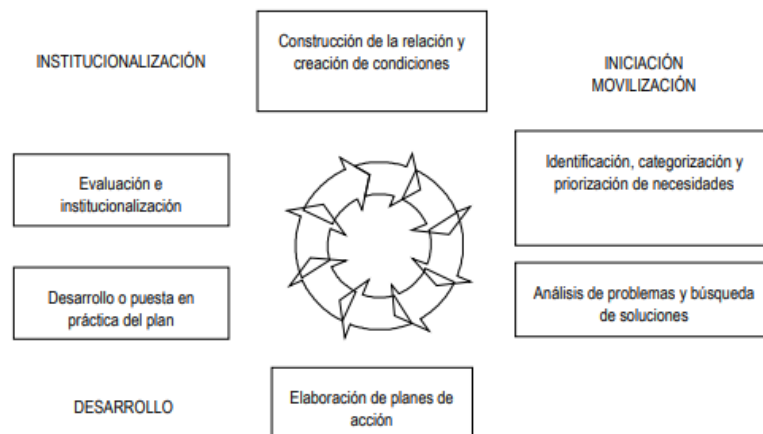 INSTITUCIONALIZACIÓN
Construcción de la relación y
creación de condiciones
INICIACIÓN
MOVILIZACIÓN
Identificación, categorización y
priorización de necesidades
Evaluación e
institucionalización
Desarrollo o puesta en
práctica del plan
Análisis de problemas y búsqueda
de soluciones
DESARROLLO
Elaboración de planes de
acción